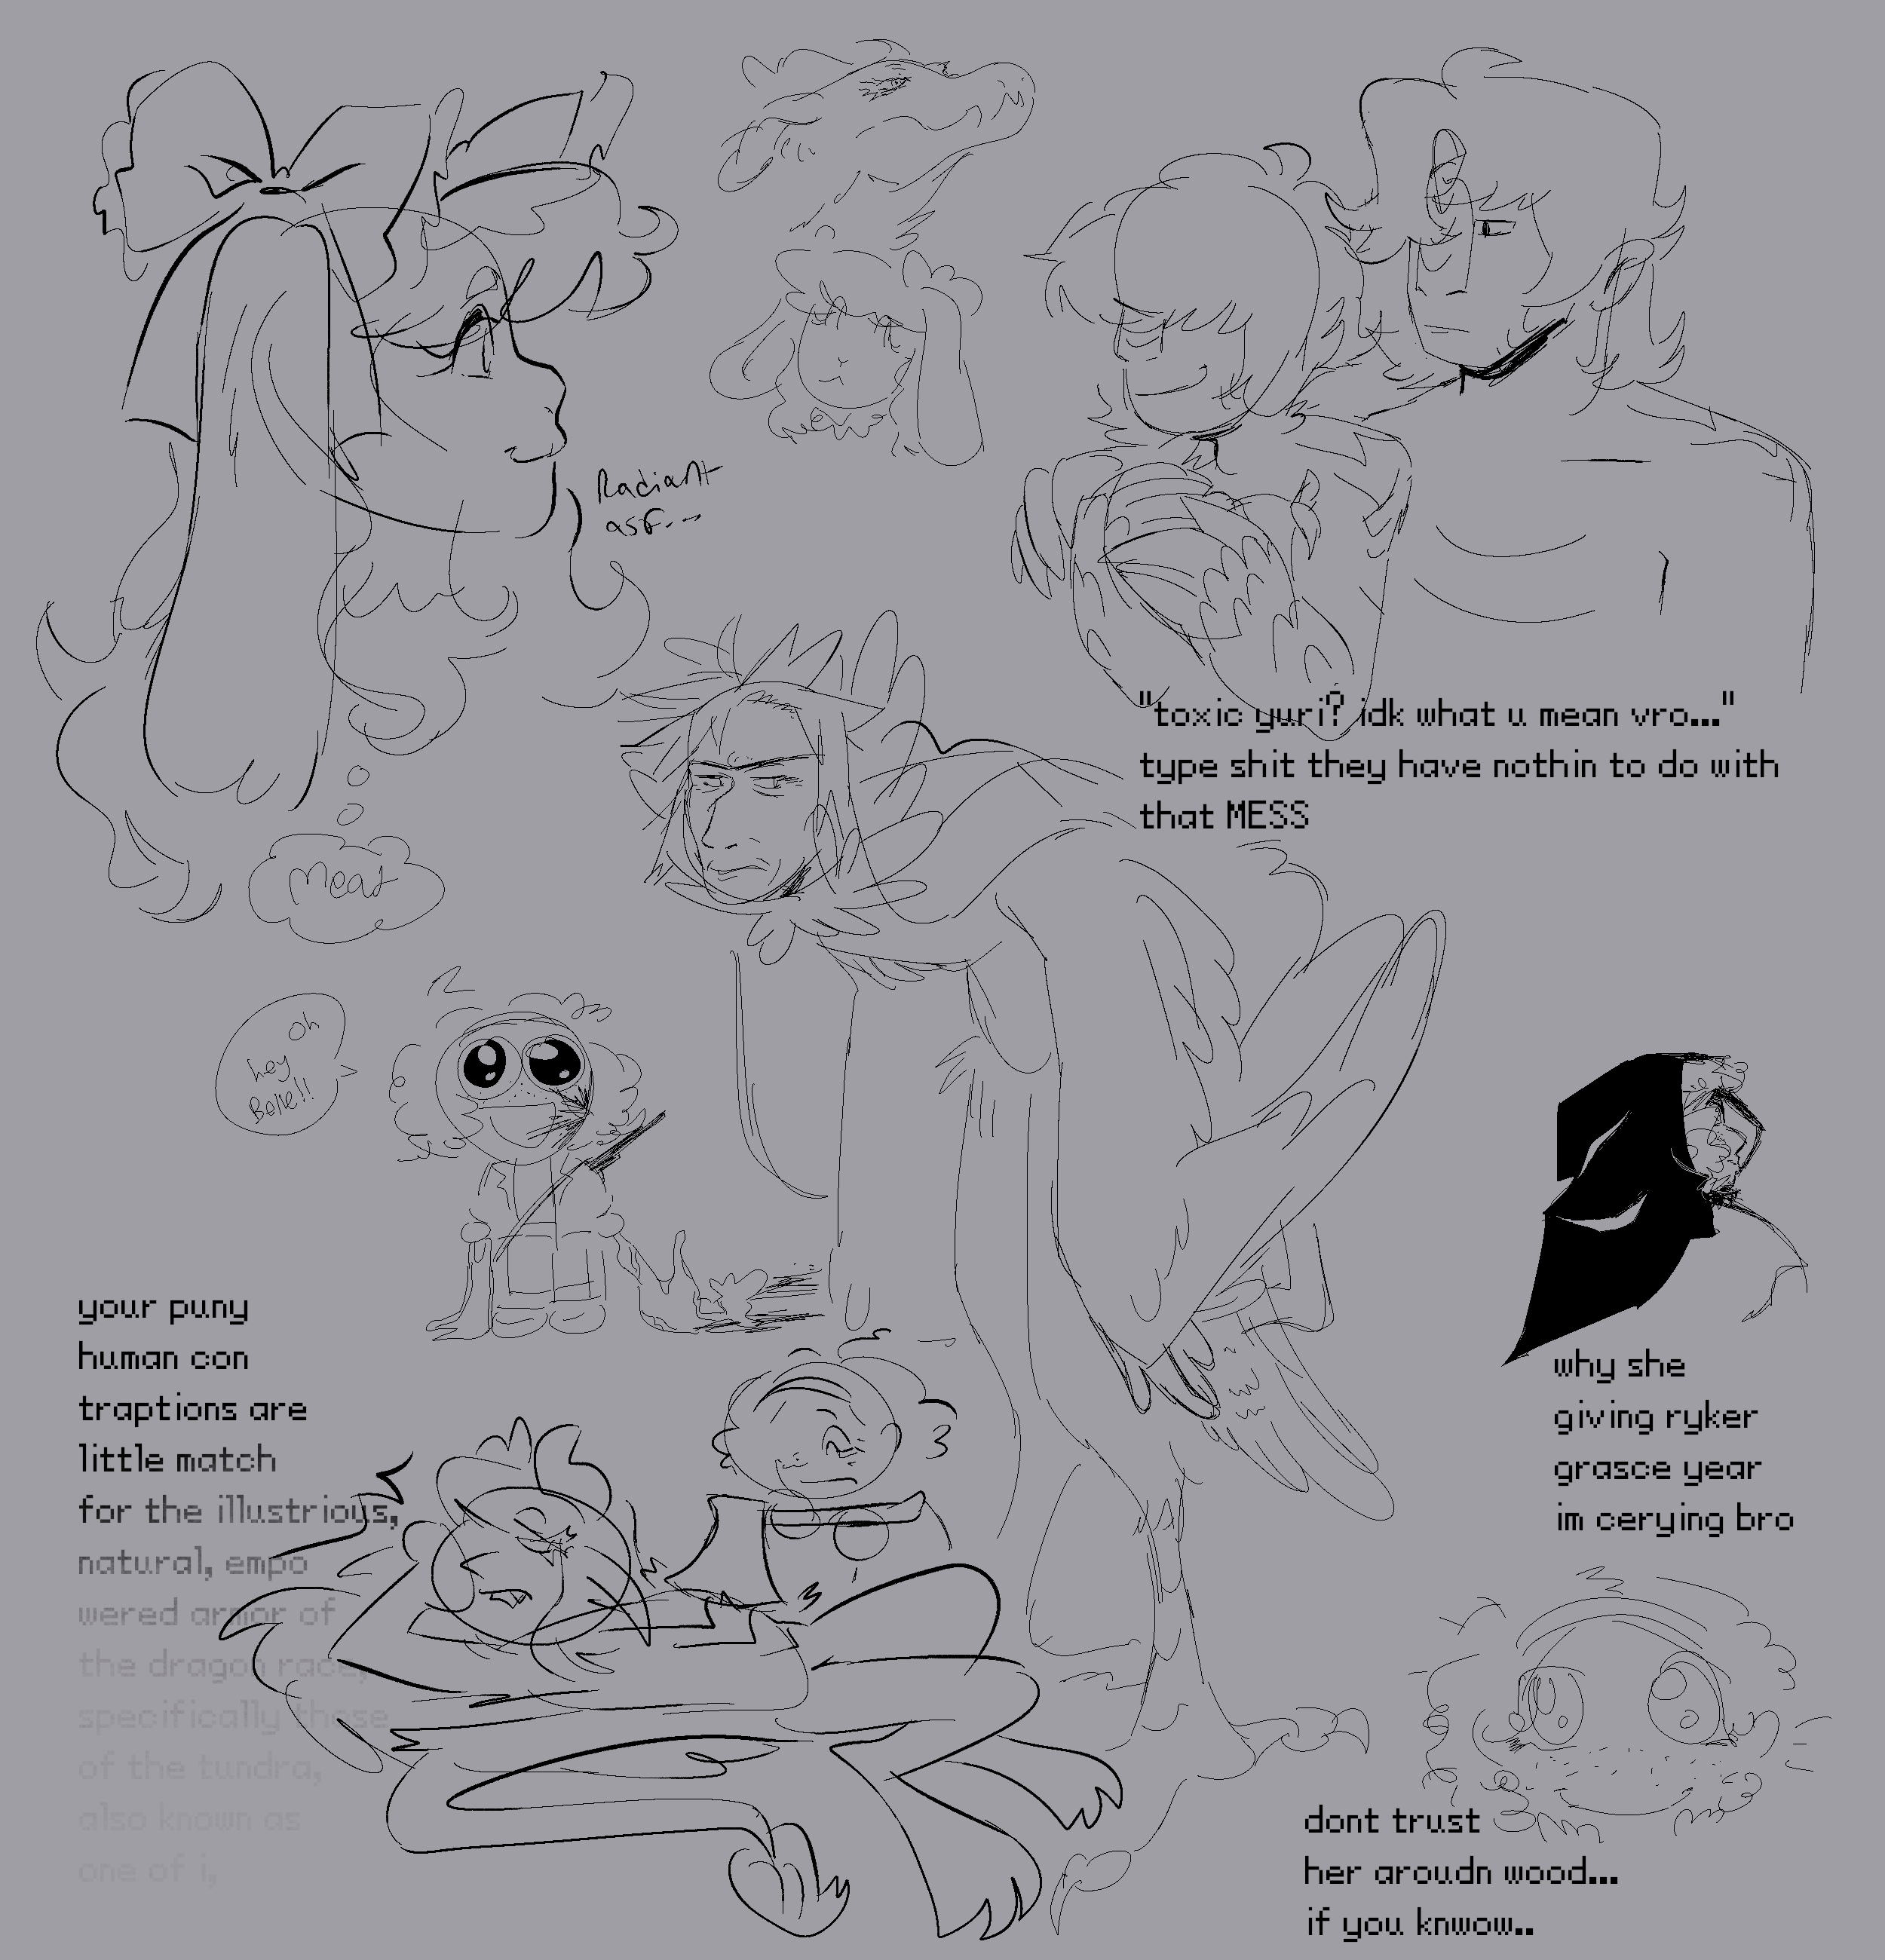 Radiant
asf--
"toxic yuri? idk what u mean vro..."
type shit they have nothin to do with
that MESS
Meat
oh
hey
Belle!!
your puny
human con
traptions are
little match
for the illustrious,
natural, empo
wered armor of
the dragon race,
specifically those
of the tundra,
also known as
one of i,
why she
giving ryker
grasce year
im cerying bro
dont trust
her aroudn wood...
if you knwow..